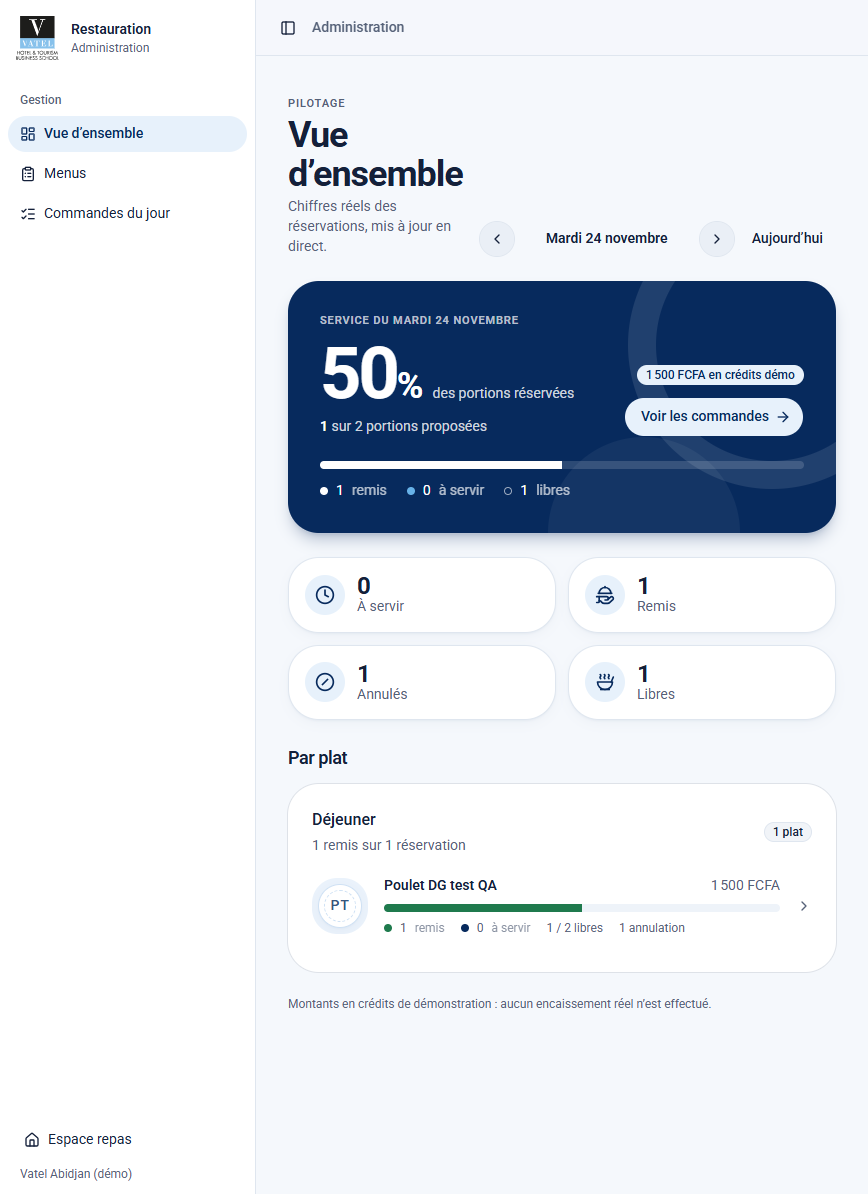 V
VATEL
HOTEL & TOURISM
BUSINESS SCHOOL
Restauration
Administration
Gestion
Vue d’ensemble
Menus
Commandes du jour
Espace repas
Vatel Abidjan (démo)
Administration
PILOTAGE
Vue
d’ensemble
Chiffres réels des
réservations, mis à jour en
direct.
Mardi 24 novembre
Aujourd’hui
SERVICE DU MARDI 24 NOVEMBRE
50% des portions réservées
1 sur 2 portions proposées
1 500 FCFA en crédits démo
Voir les commandes
1 remis 0 à servir 1 libres
0
À servir
1
Remis
1
Annulés
1
Libres
Par plat
Déjeuner
1 remis sur 1 réservation
1 plat
PT
Poulet DG test QA 1 500 FCFA
1 remis 0 à servir 1 / 2 libres 1 annulation
Montants en crédits de démonstration : aucun encaissement réel n’est effectué.